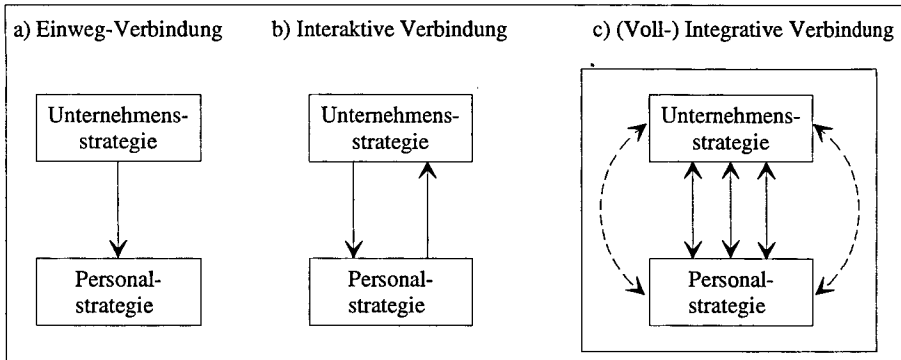 a) Einweg-Verbindung
Unternehmens-
strategie
Personal-
strategie
b) Interaktive Verbindung
Unternehmens-
strategie
Personal-
strategie
c) (Voll-) Integrative Verbindung
Unternehmens-
strategie
Personal-
strategie